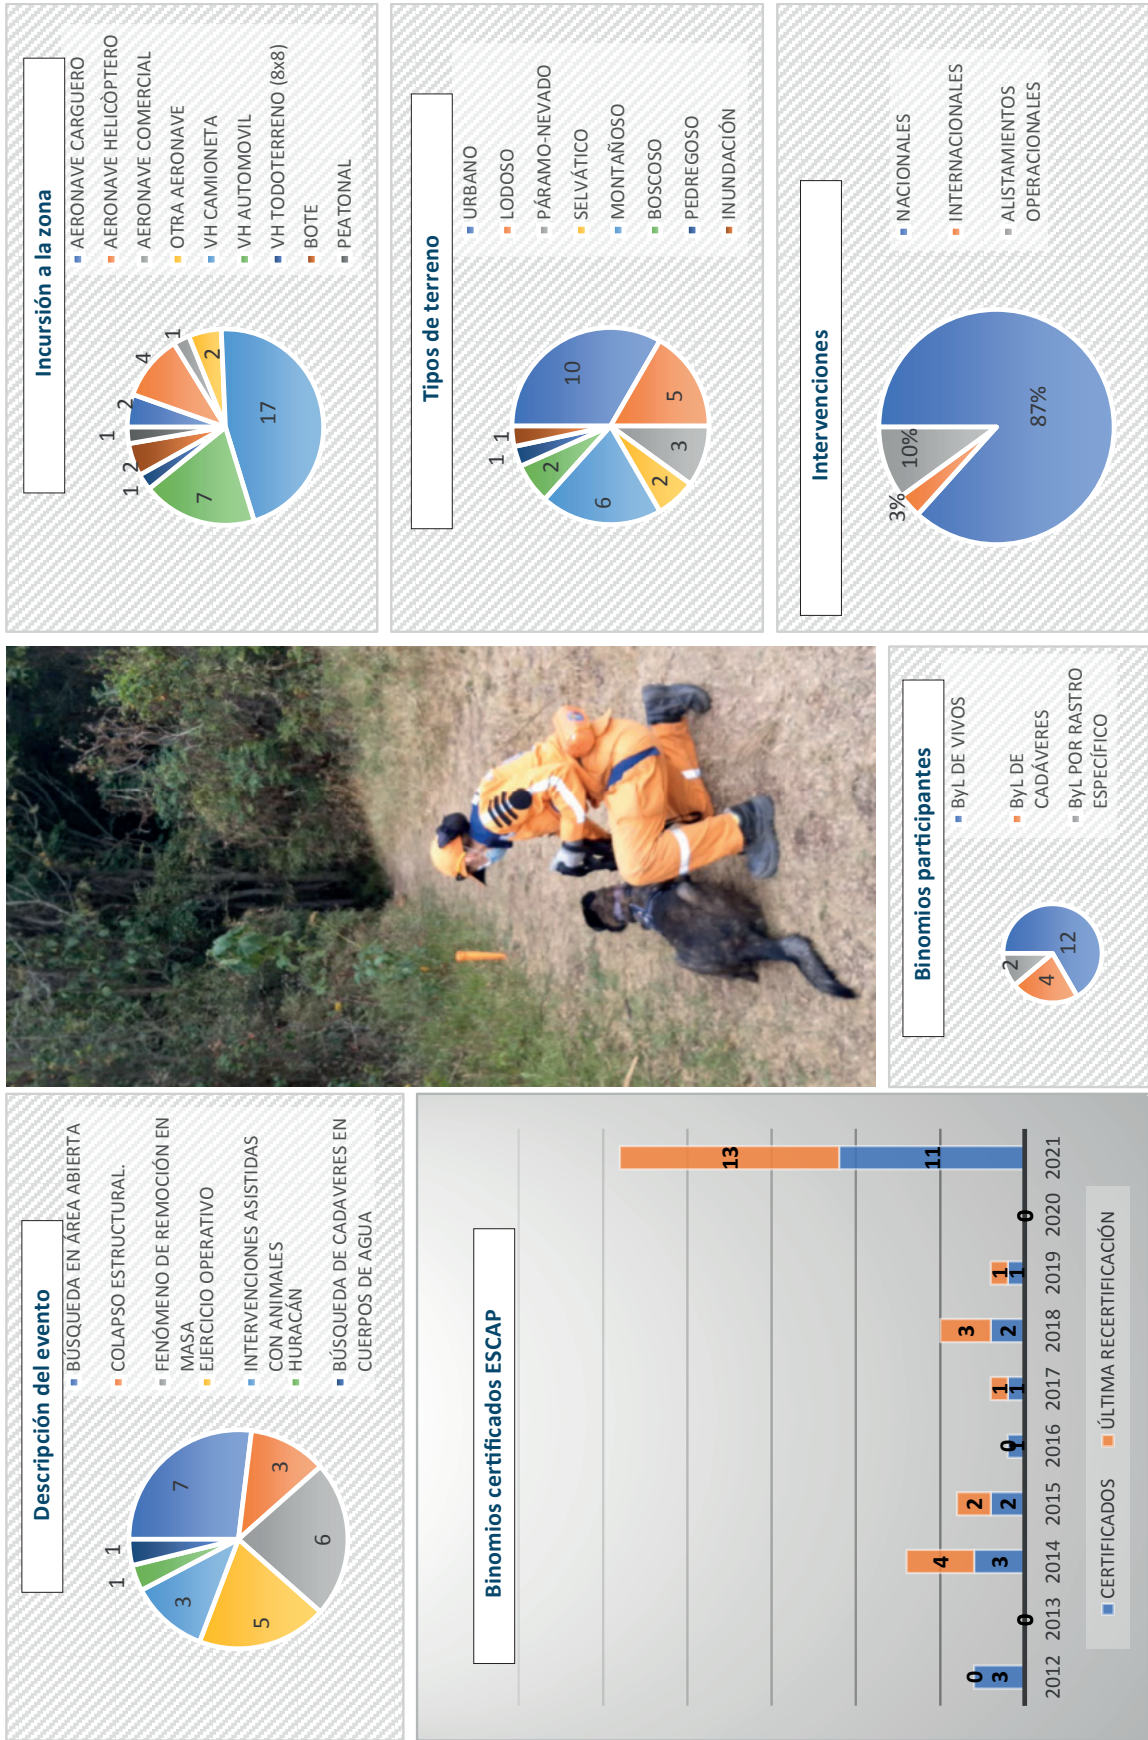 Descripción del evento
7
3
6
5
3
1
1
BÚSQUEDA EN ÁREA ABIERTA
COLAPSO ESTRUCTURAL.
FENÓMENO DE REMOCIÓN EN
MASA
EJERCICIO OPERATIVO
INTERVENCIONES ASISTIDAS
CON ANIMALES
HURACÁN
BÚSQUEDA DE CADAVERES EN
CUERPOS DE AGUA
Binomios certificados ESCAP
0 0 4 2 0 1 3 1 0 13
3 3 2 1 1 2 1 11
2012 2013 2014 2015 2016 2017 2018 2019 2020 2021
CERTIFICADOS ÚLTIMA RECERTIFICACIÓN
Binomios participantes
12
4
2
ByL DE VIVOS
ByL DE
CADÁVERES
ByL POR RASTRO
ESPECÍFICO
Incursión a la zona
2
4
1
2
17
7
1
2
1
AERONAVE CARGUERO
AERONAVE HELICÒPTERO
AERONAVE COMERCIAL
OTRA AERONAVE
VH CAMIONETA
VH AUTOMOVIL
VH TODOTERRENO (8x8)
BOTE
PEATONAL
Tipos de terreno
10
5
3
2
6
2
1
1
URBANO
LODOSO
PÁRAMO-NEVADO
SELVÁTICO
MONTAÑOSO
BOSCOSO
PEDREGOSO
INUNDACIÓN
Intervenciones
87%
3%
10%
NACIONALES
INTERNACIONALES
ALISTAMIENTOS
OPERACIONALES